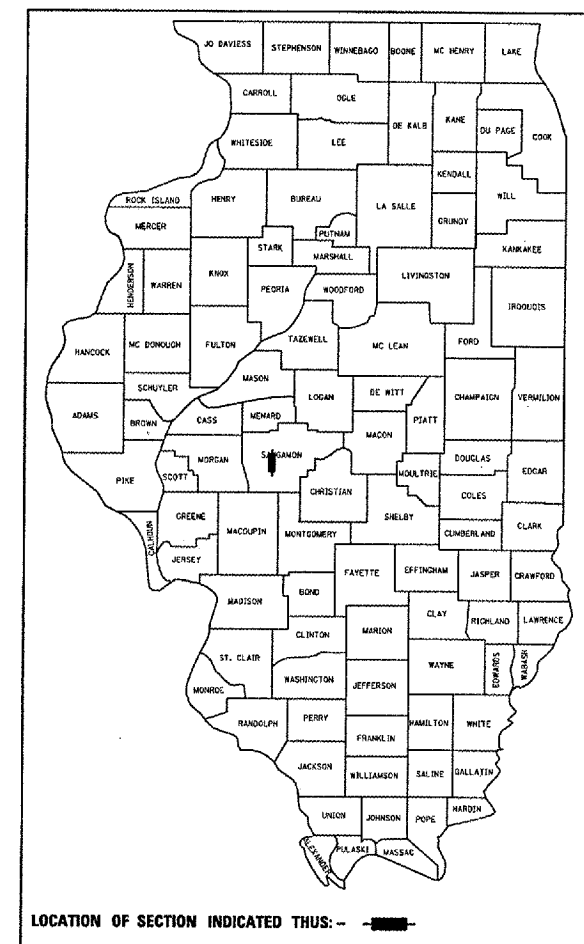 JO DAVIESS STEPHENSON WINNEBAGO BOONE MC HENRY LAKE
CARROLL OGLE DE KALB KANE DU PAGE COOK
WHITESIDE LEE KENDALL
ROCK ISLAND HENRY BUREAU LA SALLE GRUNDY WILL
MERCER PUTNAM
STARK MARSHALL KANKAKEE
HENDERSON WARREN KNOX PEORIA WOODFORD LIVINGSTON IROQUOIS
HANCOCK MC DONOUGH FULTON TAZEWELL MC LEAN FORD
SCHUYLER MASON LOGAN DE WITT CHAMPAIGN VERMILION
ADAMS BROWN CASS MENARD MACON PIATT
PIKE SCOTT MORGAN SANGAMON MOULTRIE DOUGLAS EDGAR
CHRISTIAN COLES
GREENE MACOUPIN MONTGOMERY SHELBY CUMBERLAND CLARK
CALHOUN JERSEY FAYETTE EFFINGHAM JASPER CRAWFORD
MADISON BOND CLAY RICHLAND LAWRENCE
CLINTON MARION
ST. CLAIR WASHINGTON WAYNE EDWARDS WABASH
MONROE JEFFERSON
RANDOLPH PERRY HAMILTON WHITE
FRANKLIN
JACKSON WILLIAMSON SALINE GALLATIN
UNION JOHNSON POPE HARDIN
ALEXANDER PULASKI MASSAC
LOCATION OF SECTION INDICATED THUS: -